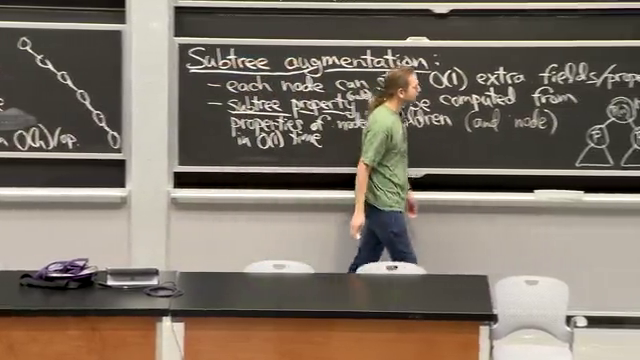 Subtree augmentation:
- each node can O(1) extra fields/prop
- subtree property be computed from
properties of node's children (and node)
in O(1) time
/op.